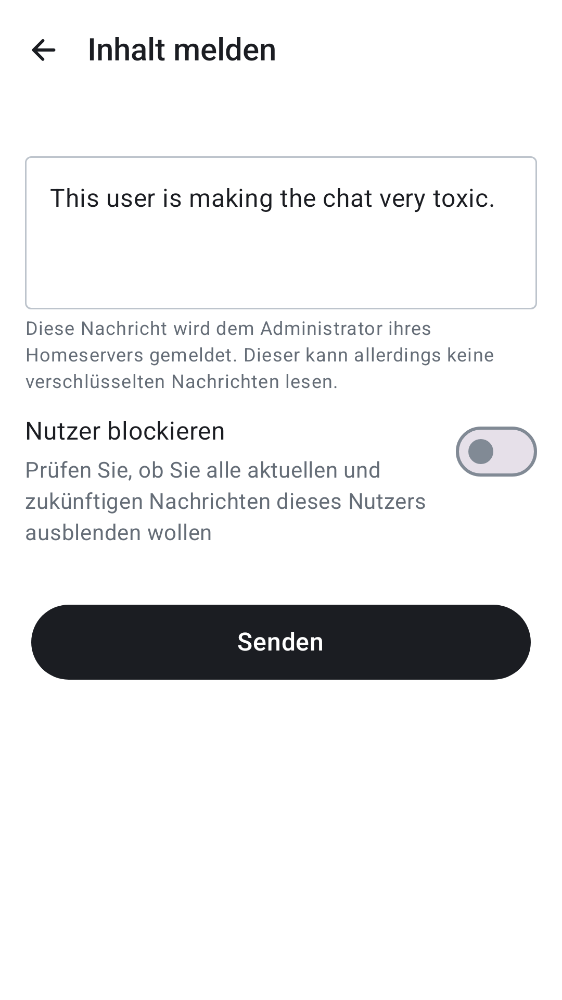 Inhalt melden
This user is making the chat very toxic.
Diese Nachricht wird dem Administrator ihres
Homeservers gemeldet. Dieser kann allerdings keine
verschlüsselten Nachrichten lesen.
Nutzer blockieren
Prüfen Sie, ob Sie alle aktuellen und
zukünftigen Nachrichten dieses Nutzers
ausblenden wollen
Senden